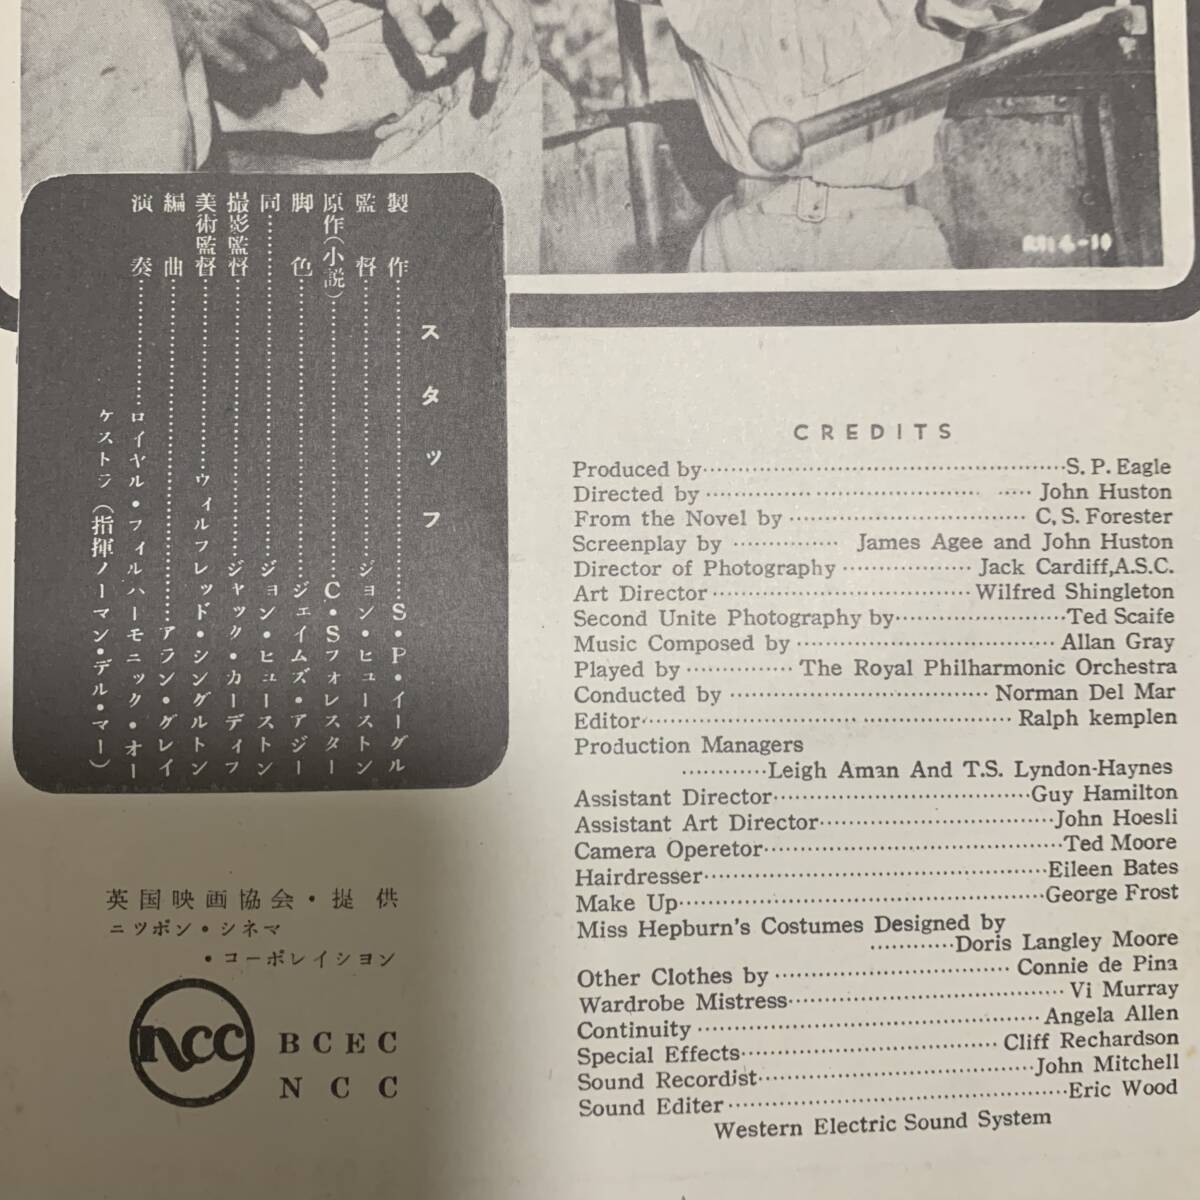 R314-10
スタッフ
製作……S・P・イーグル
監督……ジョン・ヒューストン
原作(小説)……C・Sフォレスター
脚色……ジェイムズ・アジー
同……ジョン・ヒューストン
撮影監督……ジャック・カーディフ
美術監督……ウィルフレッド・シングルトン
編曲……アラン・グレイ
演奏……ロイヤル・フィルハーモニック・オー
ケストラ(指揮ノーマン・デル・マー)
英国映画協会・提供
ニツポン・シネマ
・コーポレイシヨン
NCC
BCEC
NCC
CREDITS
Produced by……S. P. Eagle
Directed by……John Huston
From the Novel by……C, S. Forester
Screenplay by……James Agee and John Huston
Director of Photography……Jack Cardiff,A.S.C.
Art Director……Wilfred Shingleton
Second Unite Photography by……Ted Scaife
Music Composed by……Allan Gray
Played by……The Royal Philharmonic Orchestra
Conducted by……Norman Del Mar
Editor……Ralph kemplen
Production Managers
……Leigh Aman And T.S. Lyndon-Haynes
Assistant Director……Guy Hamilton
Assistant Art Director……John Hoesli
Camera Operetor……Ted Moore
Hairdresser……Eileen Bates
Make Up……George Frost
Miss Hepburn's Costumes Designed by
……Doris Langley Moore
Other Clothes by……Connie de Pina
Wardrobe Mistress……Vi Murray
Continuity……Angela Allen
Special Effects……Cliff Rechardson
Sound Recordist……John Mitchell
Sound Editer……Eric Wood
Western Electric Sound System